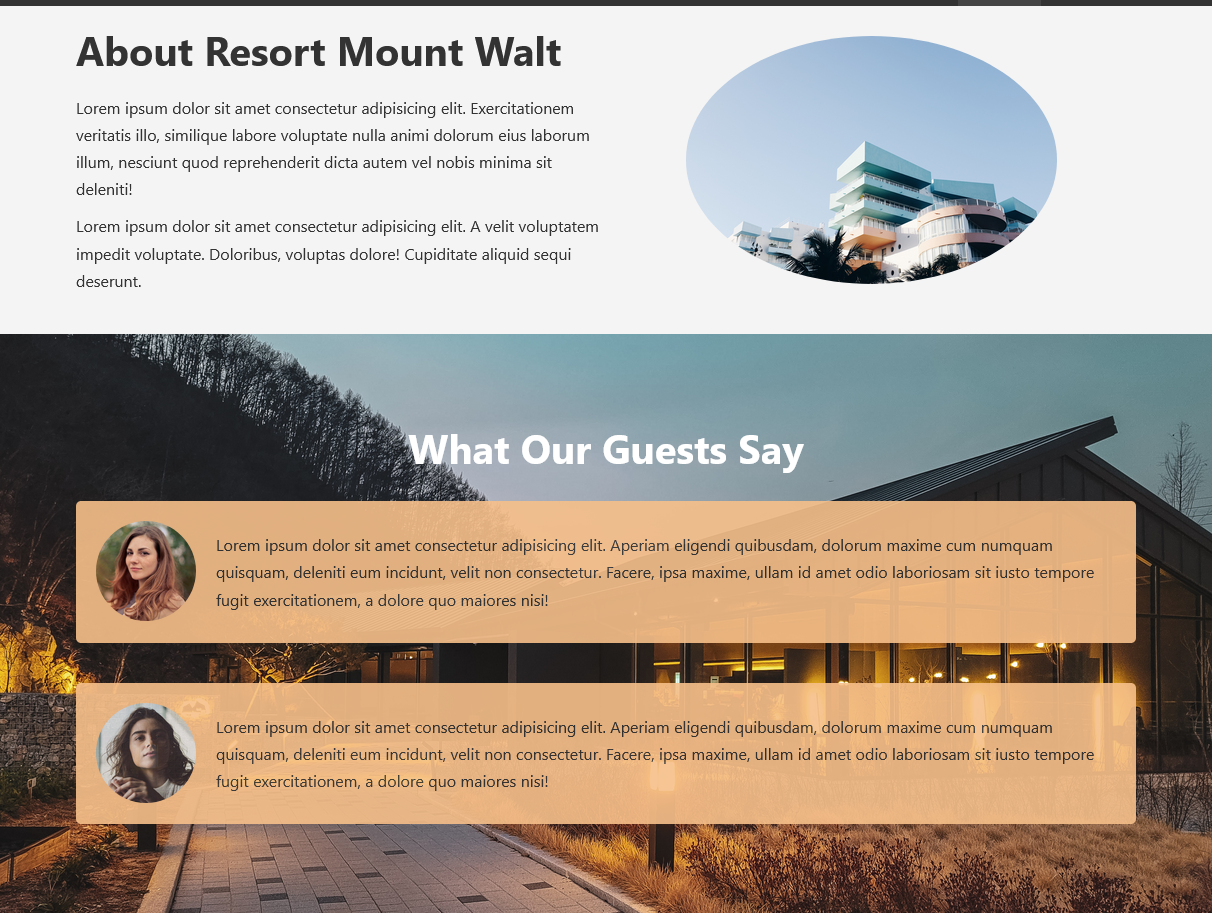 About Resort Mount Walt
Lorem ipsum dolor sit amet consectetur adipisicing elit. Exercitationem
veritatis illo, similique labore voluptate nulla animi dolorum eius laborum
illum, nesciunt quod reprehenderit dicta autem vel nobis minima sit
deleniti!
Lorem ipsum dolor sit amet consectetur adipisicing elit. A velit voluptatem
impedit voluptate. Doloribus, voluptas dolore! Cupiditate aliquid sequi
deserunt.
What Our Guests Say
Lorem ipsum dolor sit amet consectetur adipisicing elit. Aperiam eligendi quibusdam, dolorum maxime cum numquam
quisquam, deleniti eum incidunt, velit non consectetur. Facere, ipsa maxime, ullam id amet odio laboriosam sit iusto tempore
fugit exercitationem, a dolore quo maiores nisi!
Lorem ipsum dolor sit amet consectetur adipisicing elit. Aperiam eligendi quibusdam, dolorum maxime cum numquam
quisquam, deleniti eum incidunt, velit non consectetur. Facere, ipsa maxime, ullam id amet odio laboriosam sit iusto tempore
fugit exercitationem, a dolore quo maiores nisi!